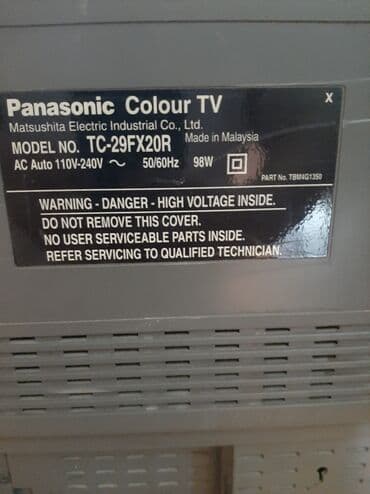 Panasonic Colour TV X
Matsushita Electric Industrial Co., Ltd.
MODEL NO. TC-29FX20R Made in Malaysia
AC Auto 110V-240V ~ 50/60Hz 98W
PART No. TBM4G1350
WARNING - DANGER - HIGH VOLTAGE INSIDE.
DO NOT REMOVE THIS COVER.
NO USER SERVICEABLE PARTS INSIDE.
REFER SERVICING TO QUALIFIED TECHNICIAN.